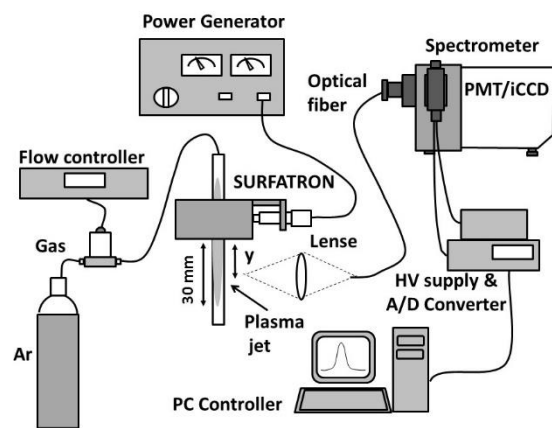 Power Generator
Spectrometer
Optical
fiber
PMT/iCCD
Flow controller
SURFATRON
Gas
Lense
y
30 mm
HV supply &
A/D Converter
Plasma
jet
Ar
PC Controller